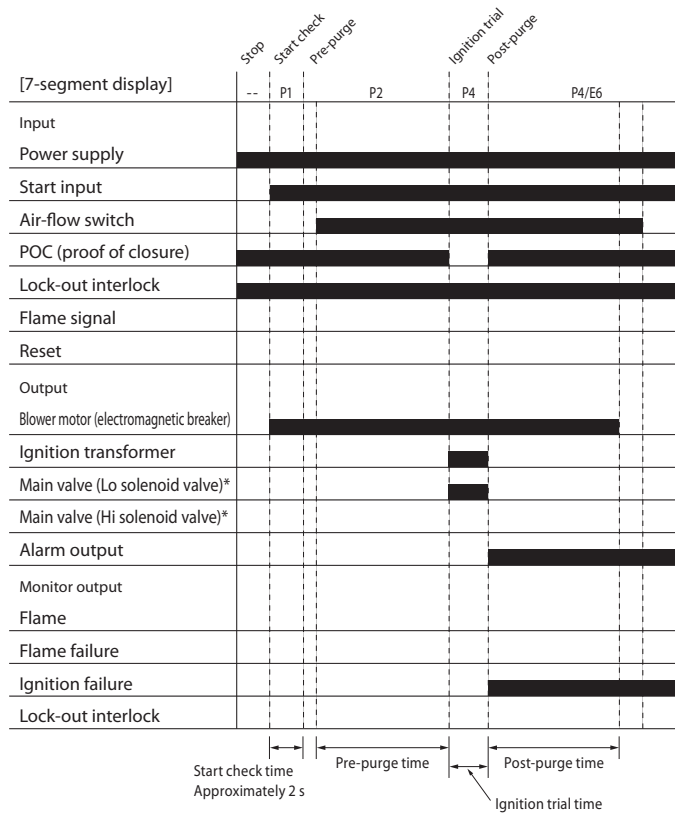 Stop
Start check
Pre-purge
Ignition trial
Post-purge
[7-segment display]
-- P1 P2 P4 P4/E6
Input
Power supply
Start input
Air-flow switch
POC (proof of closure)
Lock-out interlock
Flame signal
Reset
Output
Blower motor (electromagnetic breaker)
Ignition transformer
Main valve (Lo solenoid valve)*
Main valve (Hi solenoid valve)*
Alarm output
Monitor output
Flame
Flame failure
Ignition failure
Lock-out interlock
Start check time
Approximately 2 s
Pre-purge time
Post-purge time
Ignition trial time